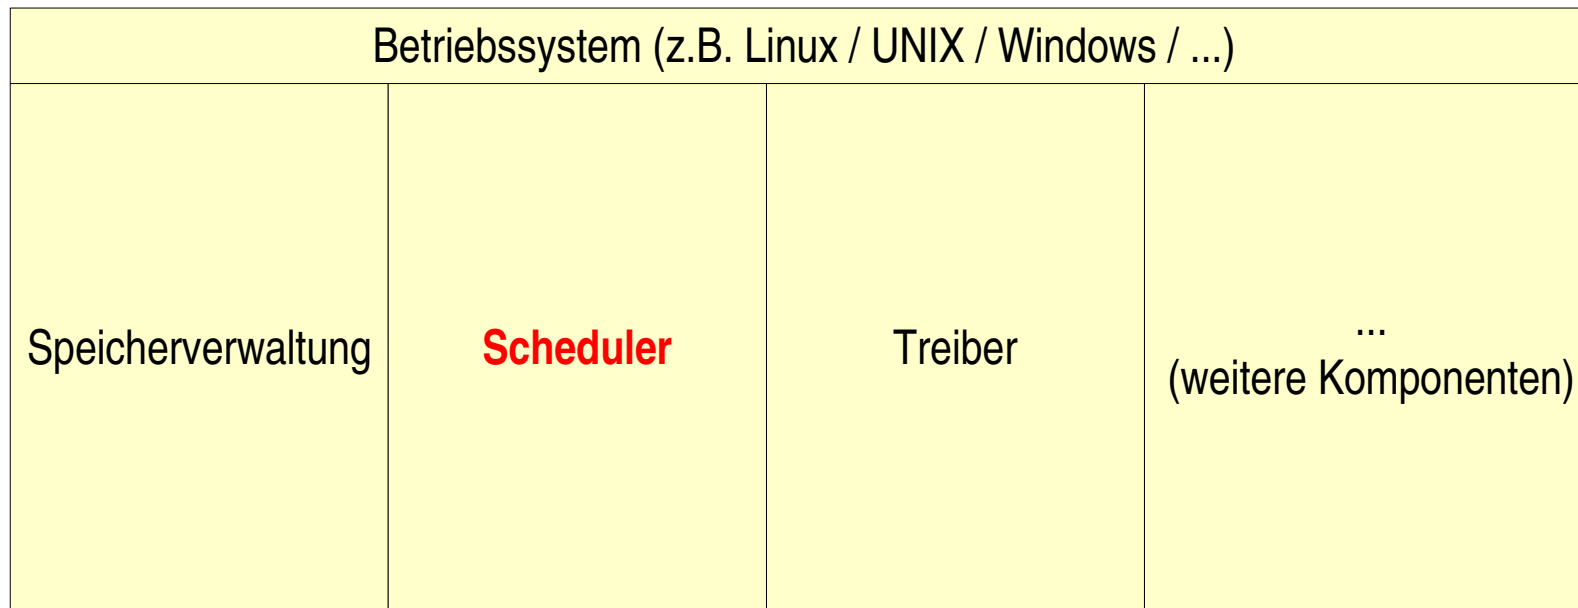 Betriebssystem (z.B. Linux / UNIX / Windows / ...)
Speicherverwaltung
Scheduler
Treiber
...
(weitere Komponenten)